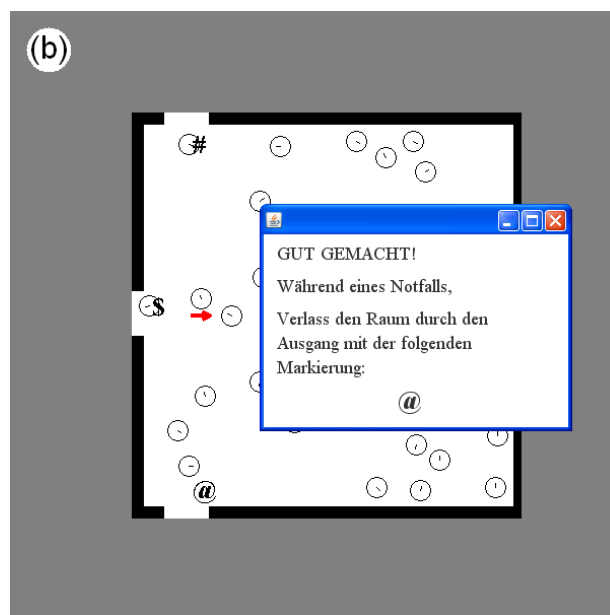 (b)
#
$
GUT GEMACHT!
Während eines Notfalls,
Verlass den Raum durch den
Ausgang mit der folgenden
Markierung:
@
@